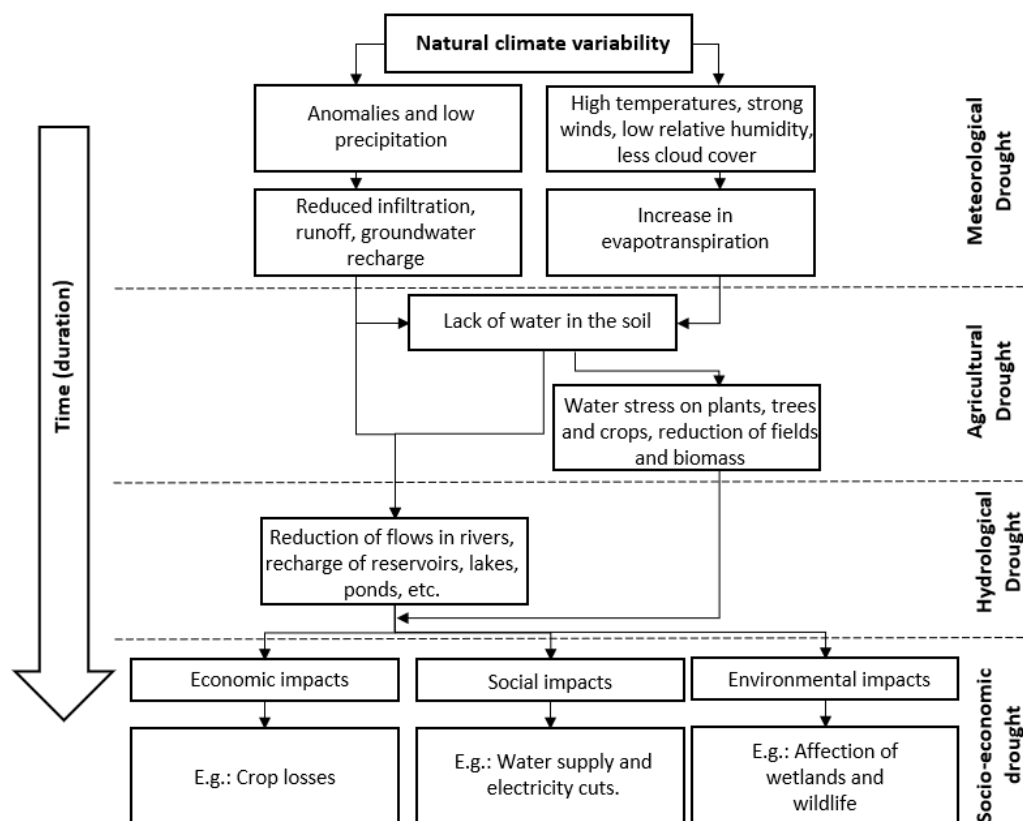 Natural climate variability
Anomalies and low
precipitation
High temperatures, strong
winds, low relative humidity,
less cloud cover
Reduced infiltration,
runoff, groundwater
recharge
Increase in
evapotranspiration
Meteorological
Drought
Time (duration)
Lack of water in the soil
Water stress on plants, trees
and crops, reduction of fields
and biomass
Agricultural
Drought
Reduction of flows in rivers,
recharge of reservoirs, lakes,
ponds, etc.
Hydrological
Drought
Economic impacts
Social impacts
Environmental impacts
E.g.: Crop losses
E.g.: Water supply and
electricity cuts.
E.g.: Affection of
wetlands and
wildlife
Socio-economic
drought